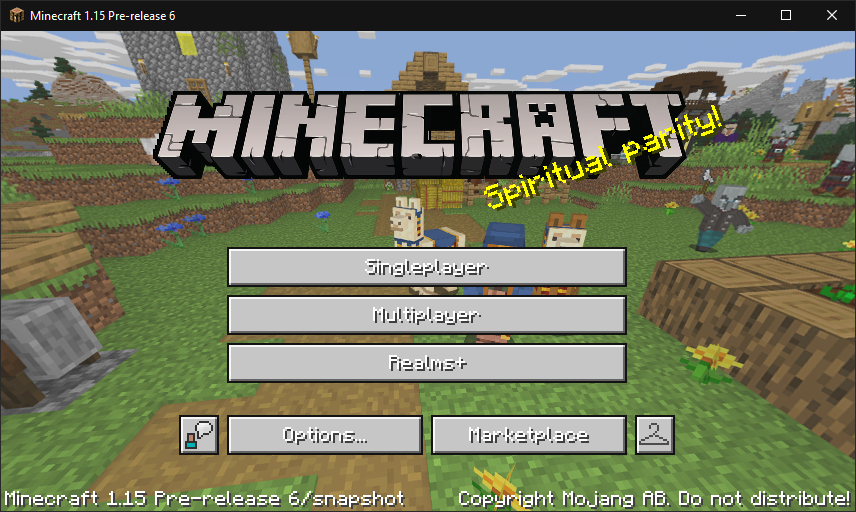 Minecraft 1.15 Pre-release 6
MINECRAFT
Spiritual parity!
Singleplayer
Multiplayer
Realms+
Options...
Marketplace
Minecraft 1.15 Pre-release 6/snapshot
Copyright Mojang AB. Do not distribute!